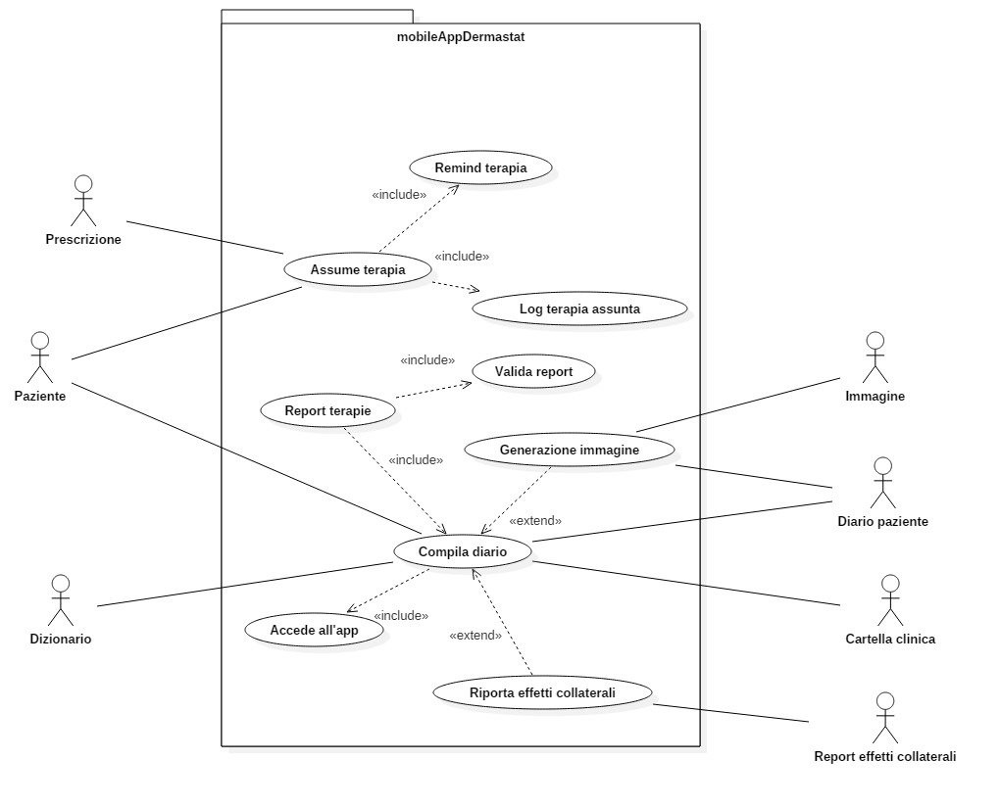 mobileAppDermastat
Remind terapia
«include»
Prescrizione
«include»
Assume terapia
Log terapia assunta
«include»
Valida report
Paziente
Immagine
Report terapie
Generazione immagine
«include»
«extend»
Diario paziente
Compila diario
«include»
Accede all'app
«extend»
Dizionario
Cartella clinica
Riporta effetti collaterali
Report effetti collaterali